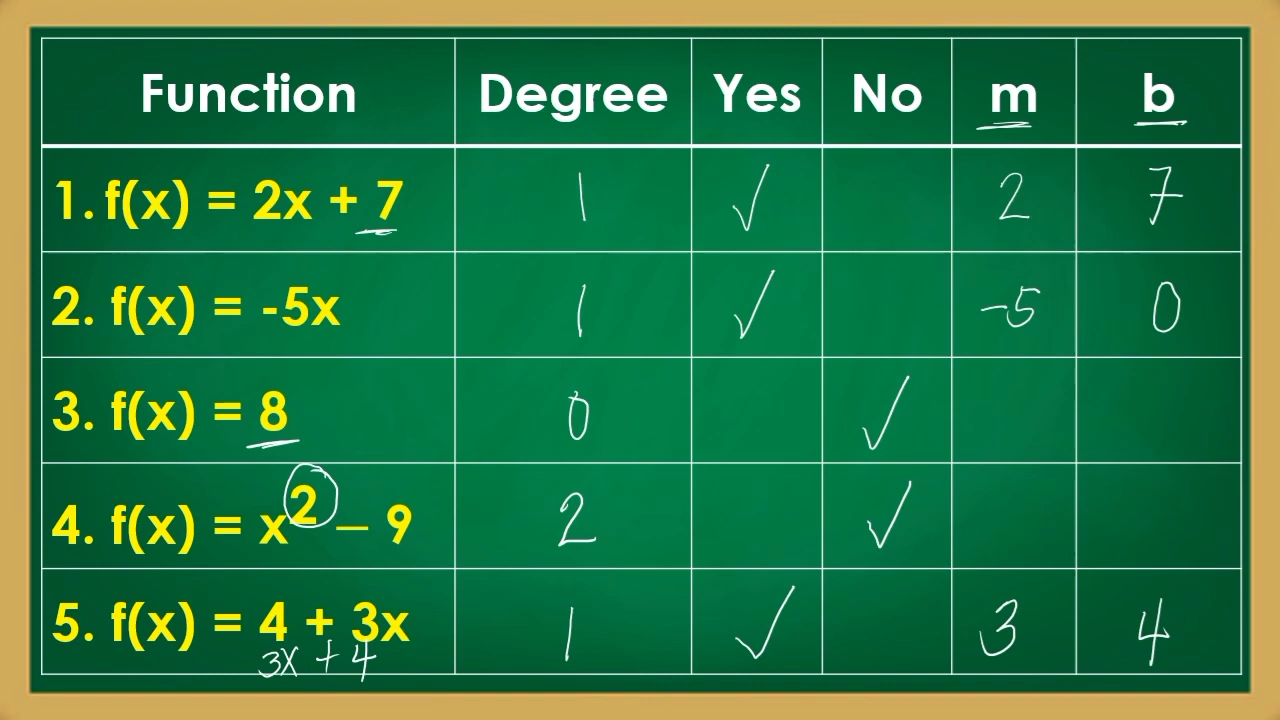 Function Degree Yes No m b
1. f(x) = 2x + 7 1 ✓ 2 7
2. f(x) = -5x 1 ✓ -5 0
3. f(x) = 8 0 ✓
4. f(x) = x² – 9 2 ✓
5. f(x) = 4 + 3x 1 ✓ 3 4
3x + 4